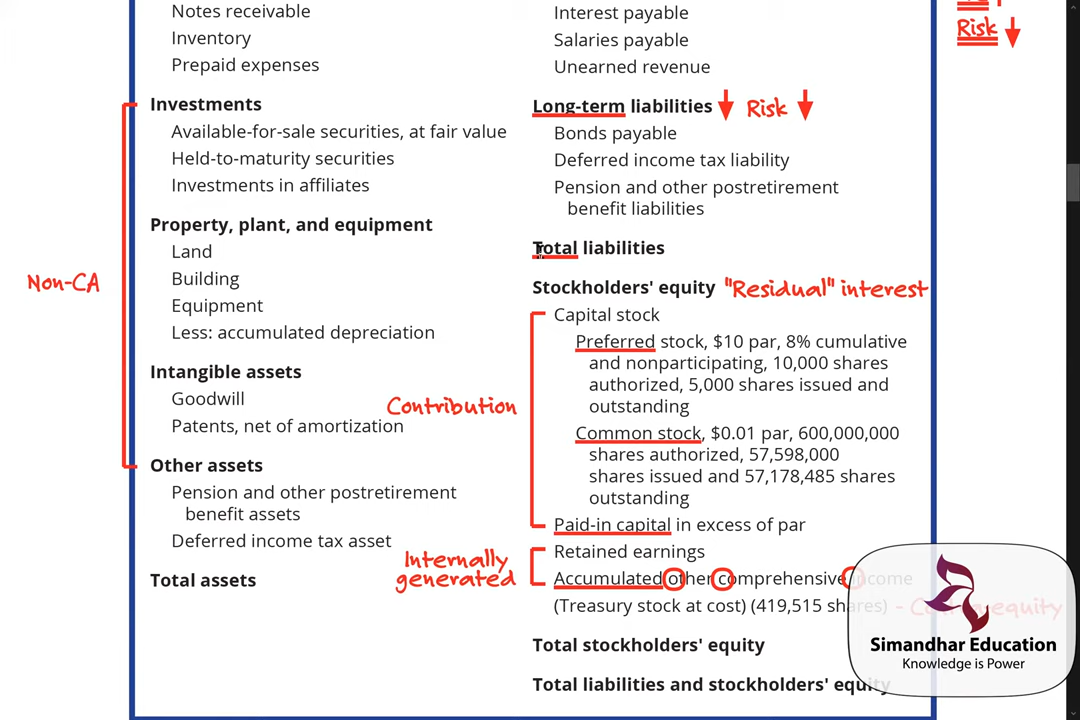 Notes receivable
Inventory
Prepaid expenses
Investments
Available-for-sale securities, at fair value
Held-to-maturity securities
Investments in affiliates
Property, plant, and equipment
Land
Building
Equipment
Less: accumulated depreciation
Intangible assets
Goodwill
Patents, net of amortization
Other assets
Pension and other postretirement
benefit assets
Deferred income tax asset
Total assets
Non-CA
Interest payable
Salaries payable
Unearned revenue
Risk
Long-term liabilities Risk
Bonds payable
Deferred income tax liability
Pension and other postretirement
benefit liabilities
Total liabilities
Stockholders' equity "Residual" interest
Capital stock
Preferred stock, $10 par, 8% cumulative
and nonparticipating, 10,000 shares
authorized, 5,000 shares issued and
outstanding
Contribution
Common stock, $0.01 par, 600,000,000
shares authorized, 57,598,000
shares issued and 57,178,485 shares
outstanding
Paid-in capital in excess of par
Internally
generated
Retained earnings
Accumulated other comprehensive income
(Treasury stock at cost) (419,515 shares) - Contra equity
Total stockholders' equity
Total liabilities and stockholders' equity
Simandhar Education
Knowledge is Power